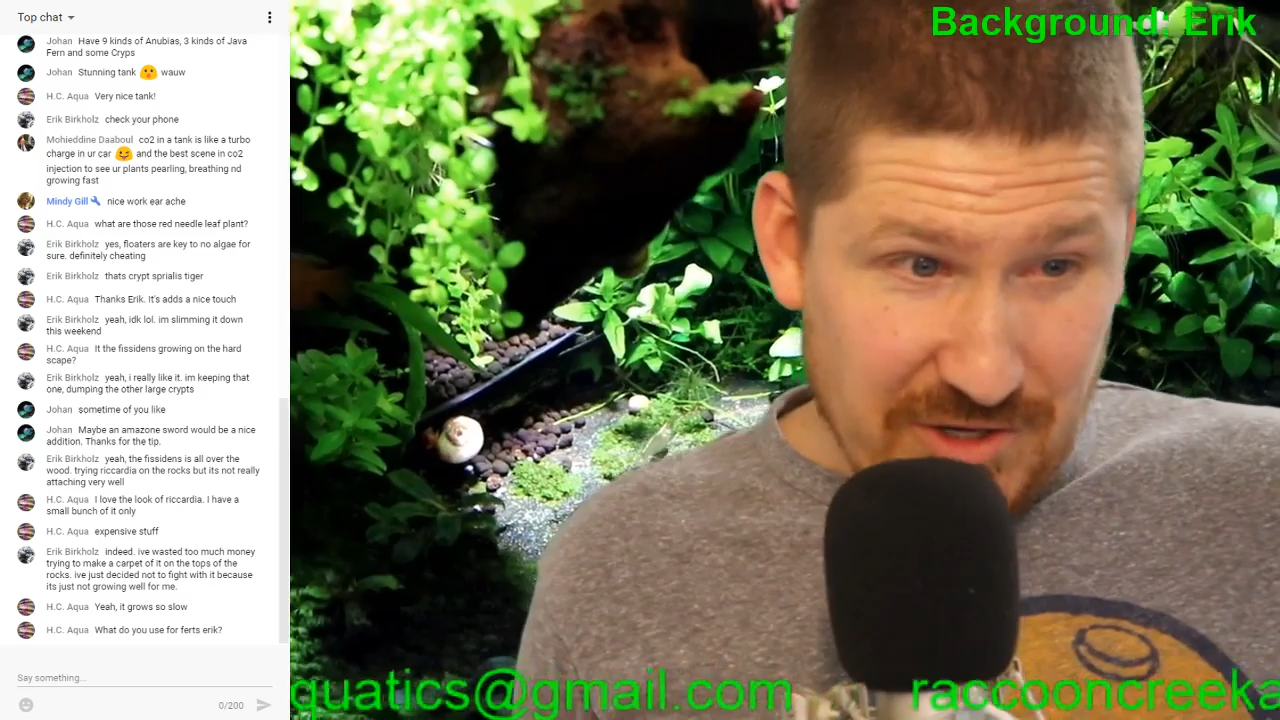 Top chat
Background: Erik
Johan Have 9 kinds of Anubias, 3 kinds of Java
Fern and some Cryps
Johan Stunning tank 😮 wauw
H.C. Aqua Very nice tank!
Erik Birkholz check your phone
Mohieddine Daaboul co2 in a tank is like a turbo
charge in ur car 😀 and the best scene in co2
injection to see ur plants pearling, breathing nd
growing fast
Mindy Gill nice work ear ache
H.C. Aqua what are those red needle leaf plant?
Erik Birkholz yes, floaters are key to no algae for
sure. definitely cheating
Erik Birkholz thats crypt sprialis tiger
H.C. Aqua Thanks Erik. It's adds a nice touch
Erik Birkholz yeah, idk lol. im slimming it down
this weekend
H.C. Aqua It the fissidens growing on the hard
scape?
Erik Birkholz yeah, i really like it. im keeping that
one, dumping the other large crypts
Johan sometime of you like
Johan Maybe an amazone sword would be a nice
addition. Thanks for the tip.
Erik Birkholz yeah, the fissidens is all over the
wood. trying riccardia on the rocks but its not really
attaching very well
H.C. Aqua I love the look of riccardia. I have a
small bunch of it only
H.C. Aqua expensive stuff
Erik Birkholz indeed. ive wasted too much money
trying to make a carpet of it on the tops of the
rocks. ive just decided not to fight with it because
its just not growing well for me.
H.C. Aqua Yeah, it grows so slow
H.C. Aqua What do you use for ferts erik?
Say something...
0/200
quatics@gmail.com raccooncreeka